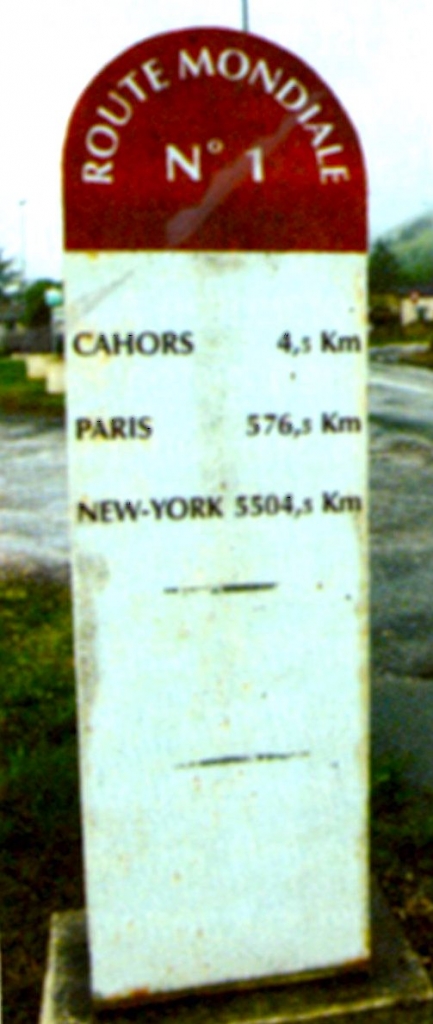 ROUTE MONDIALE
N° 1
CAHORS 4,5 Km
PARIS 576,5 Km
NEW-YORK 5504,5 Km